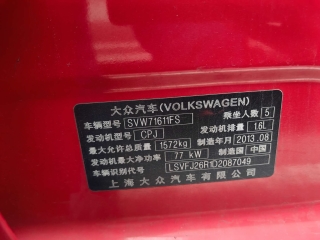 大众汽车(VOLKSWAGEN)
车辆型号 SVW71611FS 乘坐人数 5
发动机型号 CPJ 发动机排量 1.6L
最大允许总质量 1572kg 制造年月 2013.08
发动机最大净功率 77 kW 制造国 中国
车辆识别代号 LSVFJ26R1D2087049
上海大众汽车有限公司